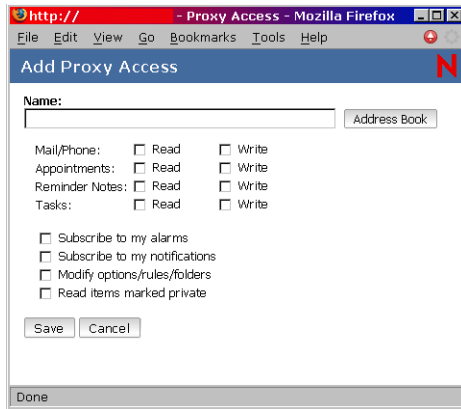 http:// - Proxy Access - Mozilla Firefox
File Edit View Go Bookmarks Tools Help
Add Proxy Access N
Name:
Address Book
Mail/Phone: Read Write
Appointments: Read Write
Reminder Notes: Read Write
Tasks: Read Write
Subscribe to my alarms
Subscribe to my notifications
Modify options/rules/folders
Read items marked private
Save Cancel
Done